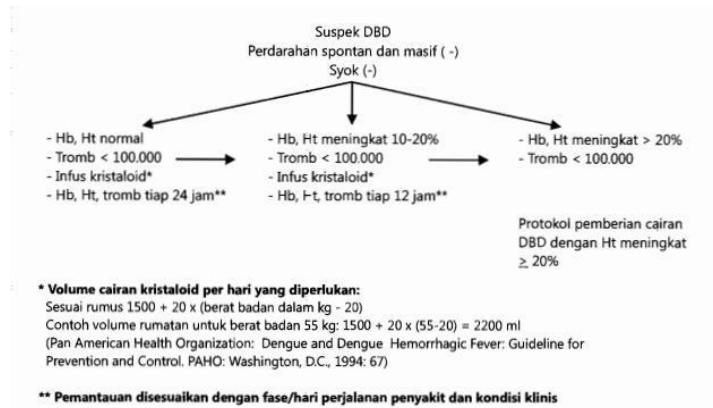 Suspek DBD
Perdarahan spontan dan masif ( -)
Syok (-)
- Hb, Ht normal
- Tromb < 100.000
- Infus kristaloid*
- Hb, Ht, tromb tiap 24 jam**
- Hb, Ht meningkat 10-20%
- Tromb < 100.000
- Infus kristaloid*
- Hb, Ht, tromb tiap 12 jam**
- Hb, Ht meningkat > 20%
- Tromb < 100.000
Protokol pemberian cairan
DBD dengan Ht meningkat
≥ 20%
* Volume cairan kristaloid per hari yang diperlukan:
Sesuai rumus 1500 + 20 x (berat badan dalam kg - 20)
Contoh volume rumatan untuk berat badan 55 kg: 1500 + 20 x (55-20) = 2200 ml
(Pan American Health Organization: Dengue and Dengue Hemorrhagic Fever: Guideline for
Prevention and Control. PAHO: Washington, D.C., 1994: 67)
** Pemantauan disesuaikan dengan fase/hari perjalanan penyakit dan kondisi klinis